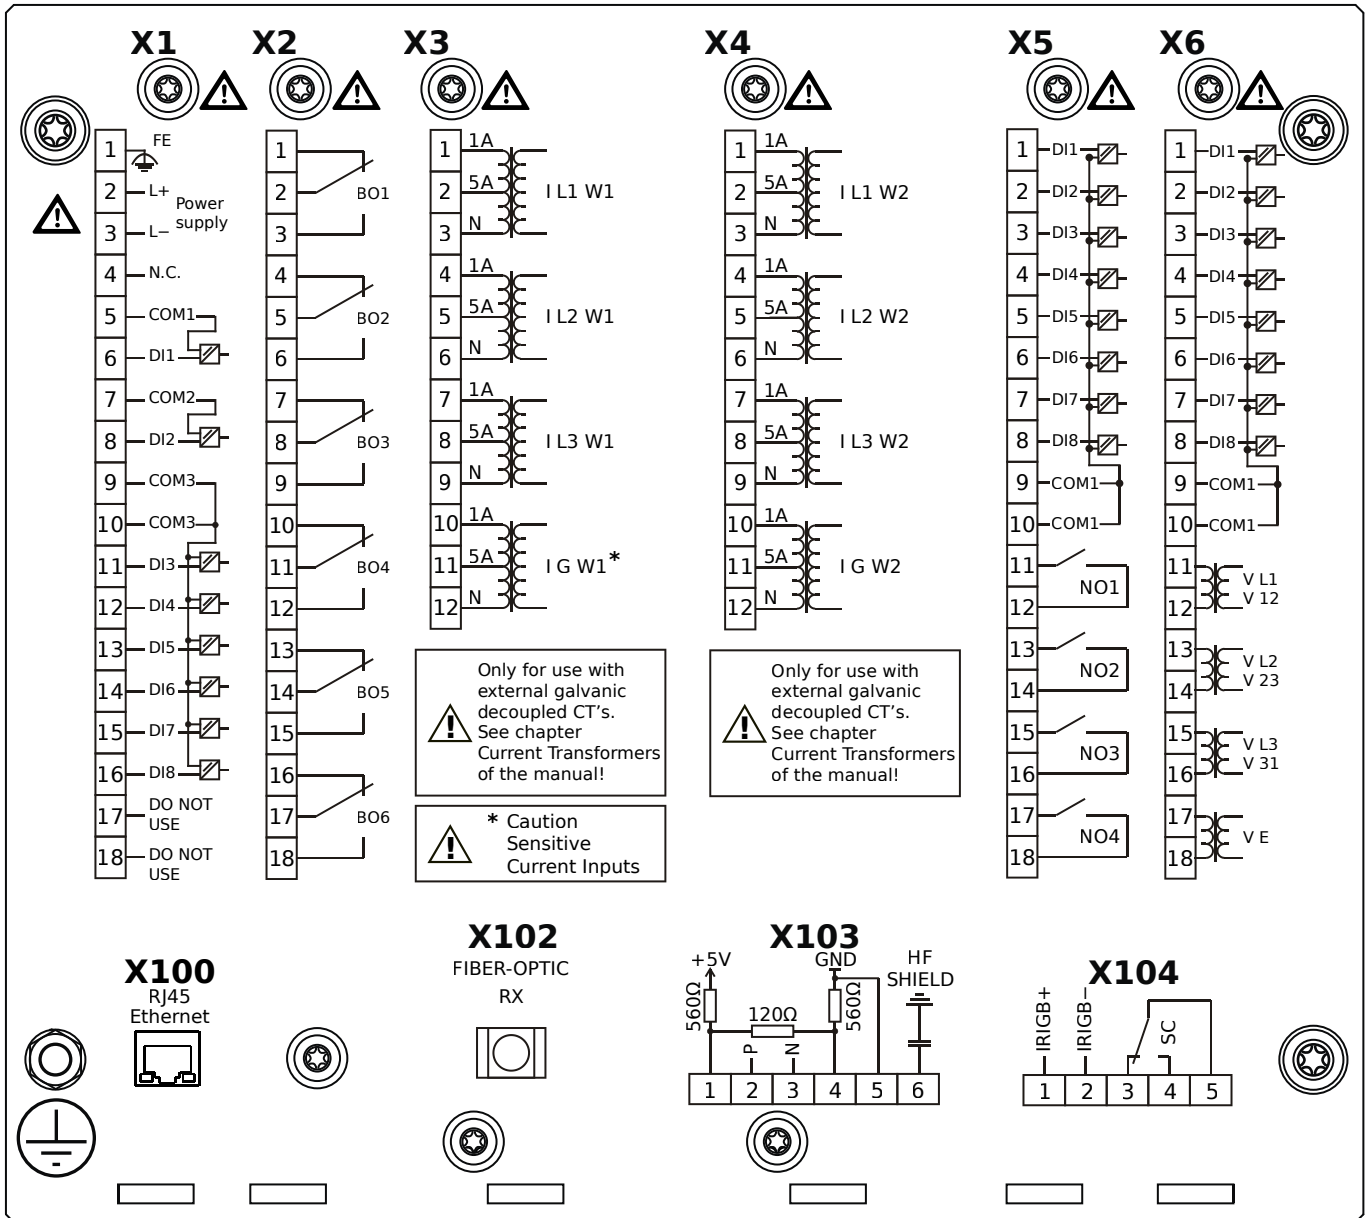 X1
X2
X3
X4
X5
X6
1 FE
2 L+
Power
supply
3 L−
4 N.C.
5 COM1
6 DI1
7 COM2
8 DI2
9 COM3
10 COM3
11 DI3
12 DI4
13 DI5
14 DI6
15 DI7
16 DI8
17 DO NOT
USE
18 DO NOT
USE
1
2 BO1
3
4
5 BO2
6
7
8 BO3
9
10
11 BO4
12
13
14 BO5
15
16
17 BO6
18
1 1A
2 5A I L1 W1
3 N
4 1A
5 5A I L2 W1
6 N
7 1A
8 5A I L3 W1
9 N
10 1A
11 5A I G W1*
12 N
Only for use with
external galvanic
decoupled CT's.
See chapter
Current Transformers
of the manual!
* Caution
Sensitive
Current Inputs
1 1A
2 5A I L1 W2
3 N
4 1A
5 5A I L2 W2
6 N
7 1A
8 5A I L3 W2
9 N
10 1A
11 5A I G W2
12 N
Only for use with
external galvanic
decoupled CT's.
See chapter
Current Transformers
of the manual!
1 DI1
2 DI2
3 DI3
4 DI4
5 DI5
6 DI6
7 DI7
8 DI8
9 COM1
10 COM1
11
NO1
12
13
NO2
14
15
NO3
16
17
NO4
18
1 DI1
2 DI2
3 DI3
4 DI4
5 DI5
6 DI6
7 DI7
8 DI8
9 COM1
10 COM1
11
V L1
V 12
12
13
V L2
V 23
14
15
V L3
V 31
16
17
V E
18
X100
RJ45
Ethernet
X102
FIBER-OPTIC
RX
X103
+5V
GND
HF
SHIELD
560Ω
120Ω
560Ω
P
N
1 2 3 4 5 6
X104
IRIGB+
IRIGB−
SC
1 2 3 4 5